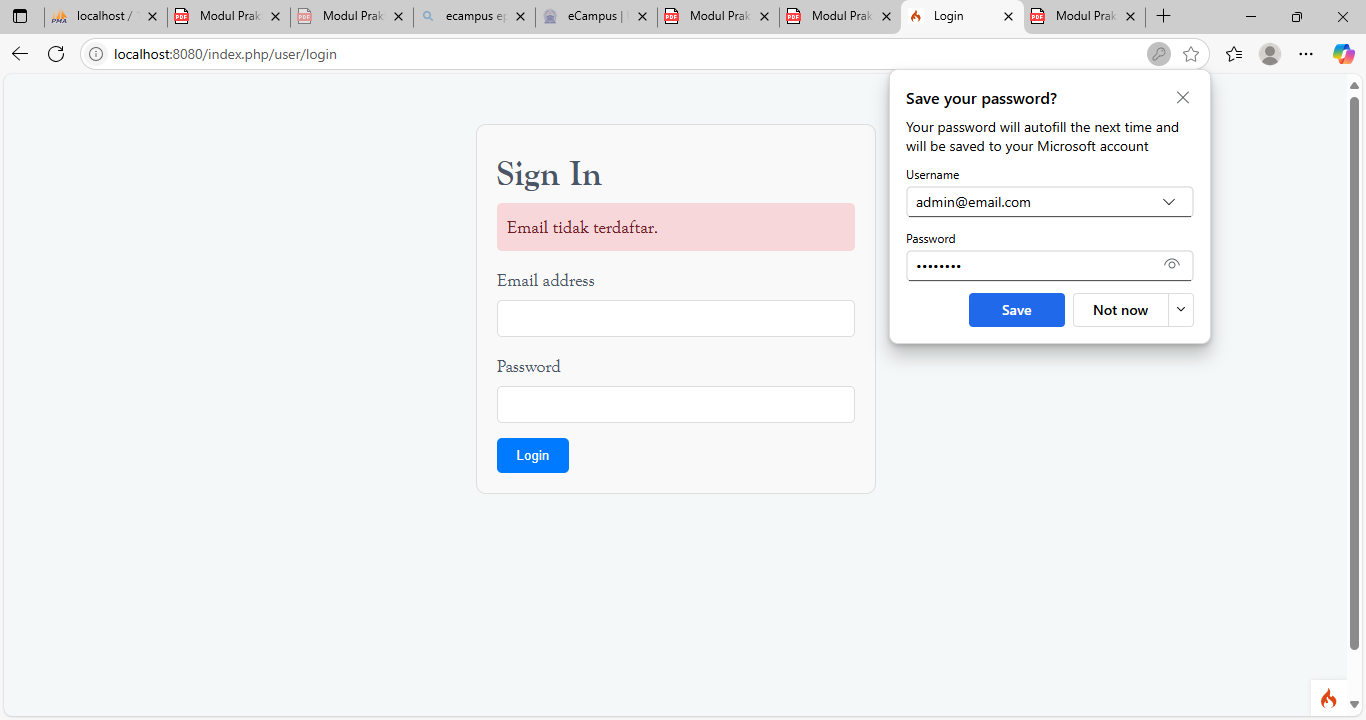 localhost /
Modul Prak
Modul Prak
ecampus ep
eCampus |
Modul Prak
Modul Prak
Login
Modul Prak
localhost:8080/index.php/user/login
Save your password?
Your password will autofill the next time and
will be saved to your Microsoft account
Username
admin@email.com
Password
••••••••
Save
Not now
Sign In
Email tidak terdaftar.
Email address
Password
Login